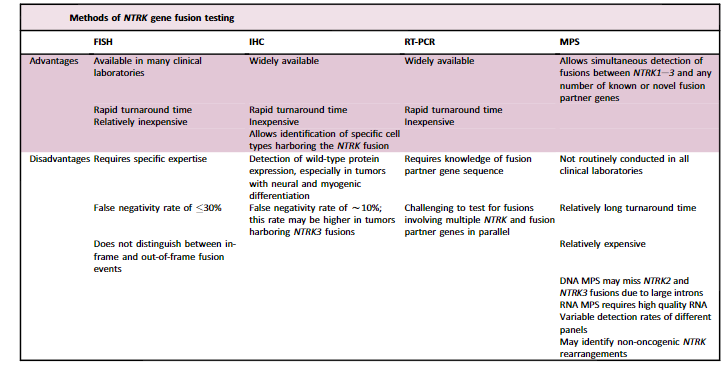 Methods of NTRK gene fusion testing
FISH IHC RT-PCR MPS
Advantages Available in many clinical Widely available Widely available Allows simultaneous detection of
laboratories fusions between NTRK1–3 and any
number of known or novel fusion
partner genes
Rapid turnaround time Rapid turnaround time Rapid turnaround time
Relatively inexpensive Inexpensive Inexpensive
Allows identification of specific cell
types harboring the NTRK fusion
Disadvantages Requires specific expertise Detection of wild-type protein Requires knowledge of fusion Not routinely conducted in all
expression, especially in tumors partner gene sequence clinical laboratories
with neural and myogenic
differentiation
False negativity rate of ≤30% False negativity rate of ~10%; Challenging to test for fusions Relatively long turnaround time
this rate may be higher in tumors involving multiple NTRK and fusion
harboring NTRK3 fusions partner genes in parallel
Does not distinguish between in- Relatively expensive
frame and out-of-frame fusion
events
DNA MPS may miss NTRK2 and
NTRK3 fusions due to large introns
RNA MPS requires high quality RNA
Variable detection rates of different
panels
May identify non-oncogenic NTRK
rearrangements